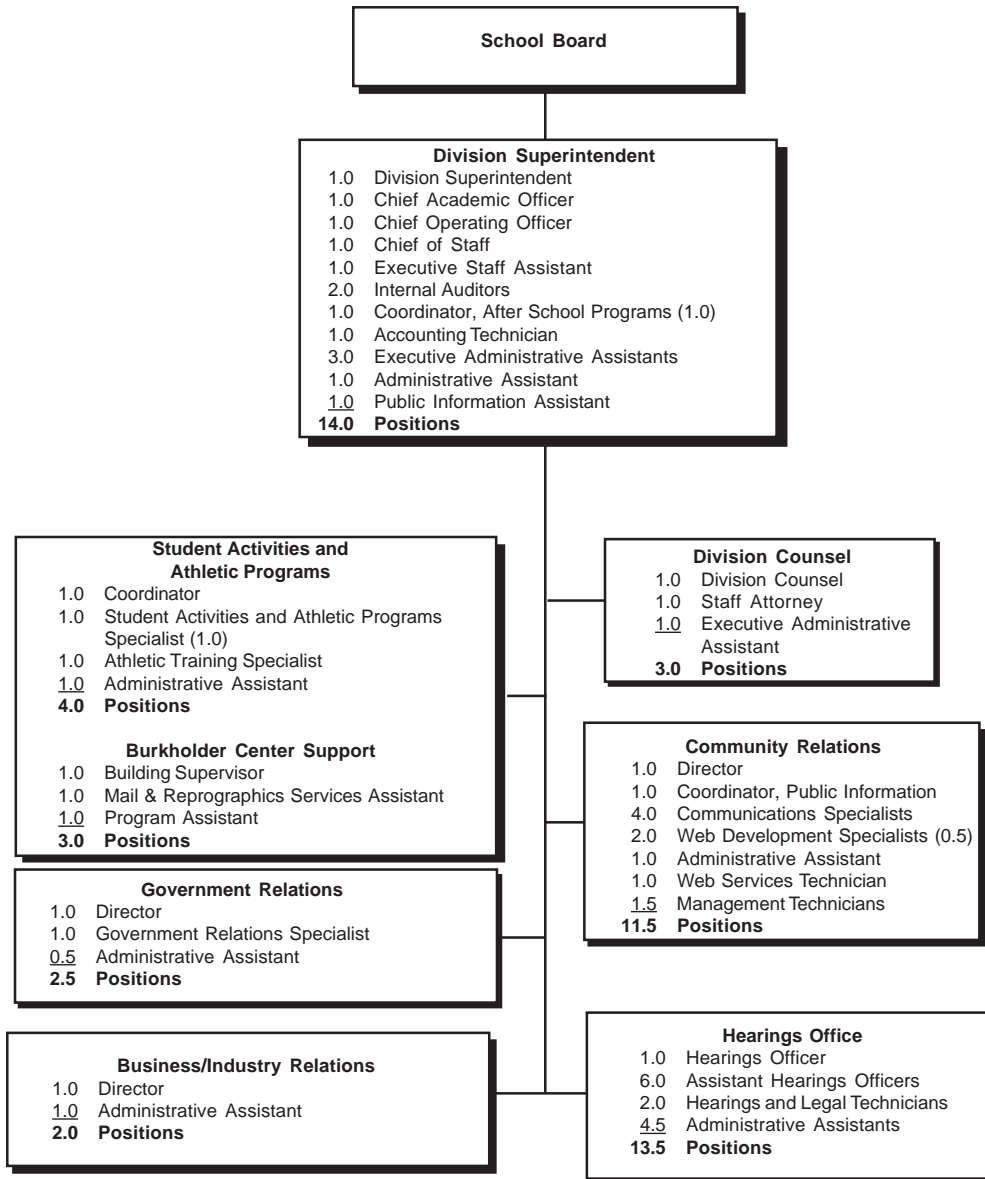 School Board
Division Superintendent
1.0 Division Superintendent
1.0 Chief Academic Officer
1.0 Chief Operating Officer
1.0 Chief of Staff
1.0 Executive Staff Assistant
2.0 Internal Auditors
1.0 Coordinator, After School Programs (1.0)
1.0 Accounting Technician
3.0 Executive Administrative Assistants
1.0 Administrative Assistant
1.0 Public Information Assistant
14.0 Positions
Student Activities and
Athletic Programs
1.0 Coordinator
1.0 Student Activities and Athletic Programs
Specialist (1.0)
1.0 Athletic Training Specialist
1.0 Administrative Assistant
4.0 Positions
Burkholder Center Support
1.0 Building Supervisor
1.0 Mail & Reprographics Services Assistant
1.0 Program Assistant
3.0 Positions
Division Counsel
1.0 Division Counsel
1.0 Staff Attorney
1.0 Executive Administrative
Assistant
3.0 Positions
Community Relations
1.0 Director
1.0 Coordinator, Public Information
4.0 Communications Specialists
2.0 Web Development Specialists (0.5)
1.0 Administrative Assistant
1.0 Web Services Technician
1.5 Management Technicians
11.5 Positions
Government Relations
1.0 Director
1.0 Government Relations Specialist
0.5 Administrative Assistant
2.5 Positions
Business/Industry Relations
1.0 Director
1.0 Administrative Assistant
2.0 Positions
Hearings Office
1.0 Hearings Officer
6.0 Assistant Hearings Officers
2.0 Hearings and Legal Technicians
4.5 Administrative Assistants
13.5 Positions